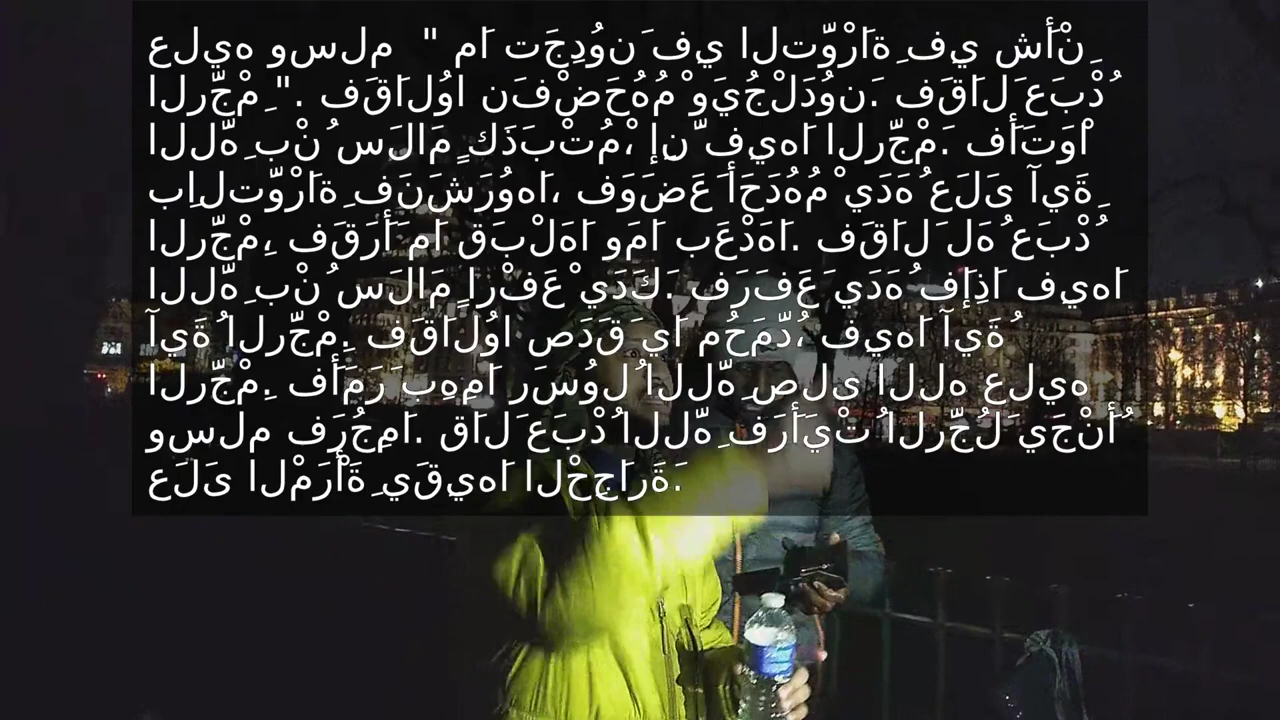 عليه وسلم " مَا تَجِدُونَ فِي التَّوْرَاةِ فِي شَأْنِ
الرَّجْمِ ". فَقَالُوا نَفْضَحُهُمْ وَيُجْلَدُونَ. فَقَالَ عَبْدُ
اللَّهِ بْنُ سَلَامٍ كَذَبْتُمْ، إِنَّ فِيهَا الرَّجْمَ. فَأَتَوْا
بِالتَّوْرَاةِ فَنَشَرُوهَا، فَوَضَعَ أَحَدُهُمْ يَدَهُ عَلَى آيَةِ
الرَّجْمِ، فَقَرَأَ مَا قَبْلَهَا وَمَا بَعْدَهَا. فَقَالَ لَهُ عَبْدُ
اللَّهِ بْنُ سَلَامٍ ارْفَعْ يَدَكَ. فَرَفَعَ يَدَهُ فَإِذَا فِيهَا
آيَةُ الرَّجْمِ. فَقَالُوا صَدَقَ يَا مُحَمَّدُ، فِيهَا آيَةُ
الرَّجْمِ. فَأَمَرَ بِهِمَا رَسُولُ اللَّهِ صلى الله عليه
وسلم فَرُجِمَا. قَالَ عَبْدُ اللَّهِ فَرَأَيْتُ الرَّجُلَ يَجْنَأُ
عَلَى الْمَرْأَةِ يَقِيهَا الْحِجَارَةَ.